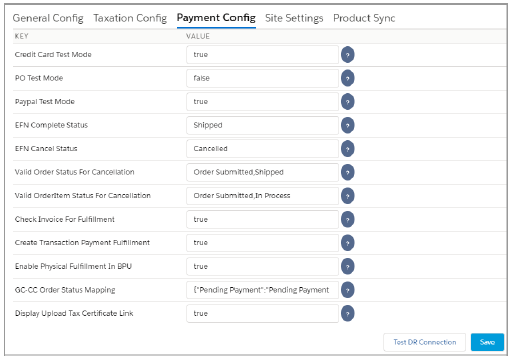 General Config Taxation Config Payment Config Site Settings Product Sync
KEY VALUE
Credit Card Test Mode true ?
PO Test Mode false ?
Paypal Test Mode true ?
EFN Complete Status Shipped ?
EFN Cancel Status Cancelled ?
Valid Order Status For Cancellation Order Submitted,Shipped ?
Valid OrderItem Status For Cancellation Order Submitted,In Process ?
Check Invoice For Fulfillment true ?
Create Transaction Payment Fulfillment true ?
Enable Physical Fulfillment In BPU true ?
GC-CC Order Status Mapping {"Pending Payment":"Pending Payment ?
Display Upload Tax Certificate Link true ?
Test DR Connection Save